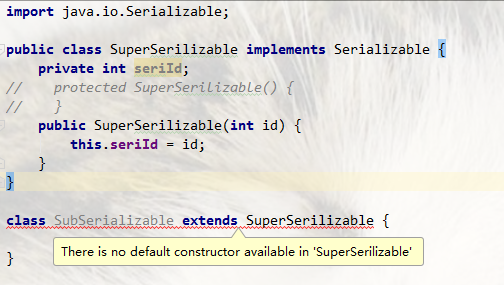 import java.io.Serializable;
public class SuperSerilizable implements Serializable {
private int seriId;
// protected SuperSerilizable() {
// }
public SuperSerilizable(int id) {
this.seriId = id;
}
}
class SubSerializable extends SuperSerilizable {
There is no default constructor available in 'SuperSerilizable'
}